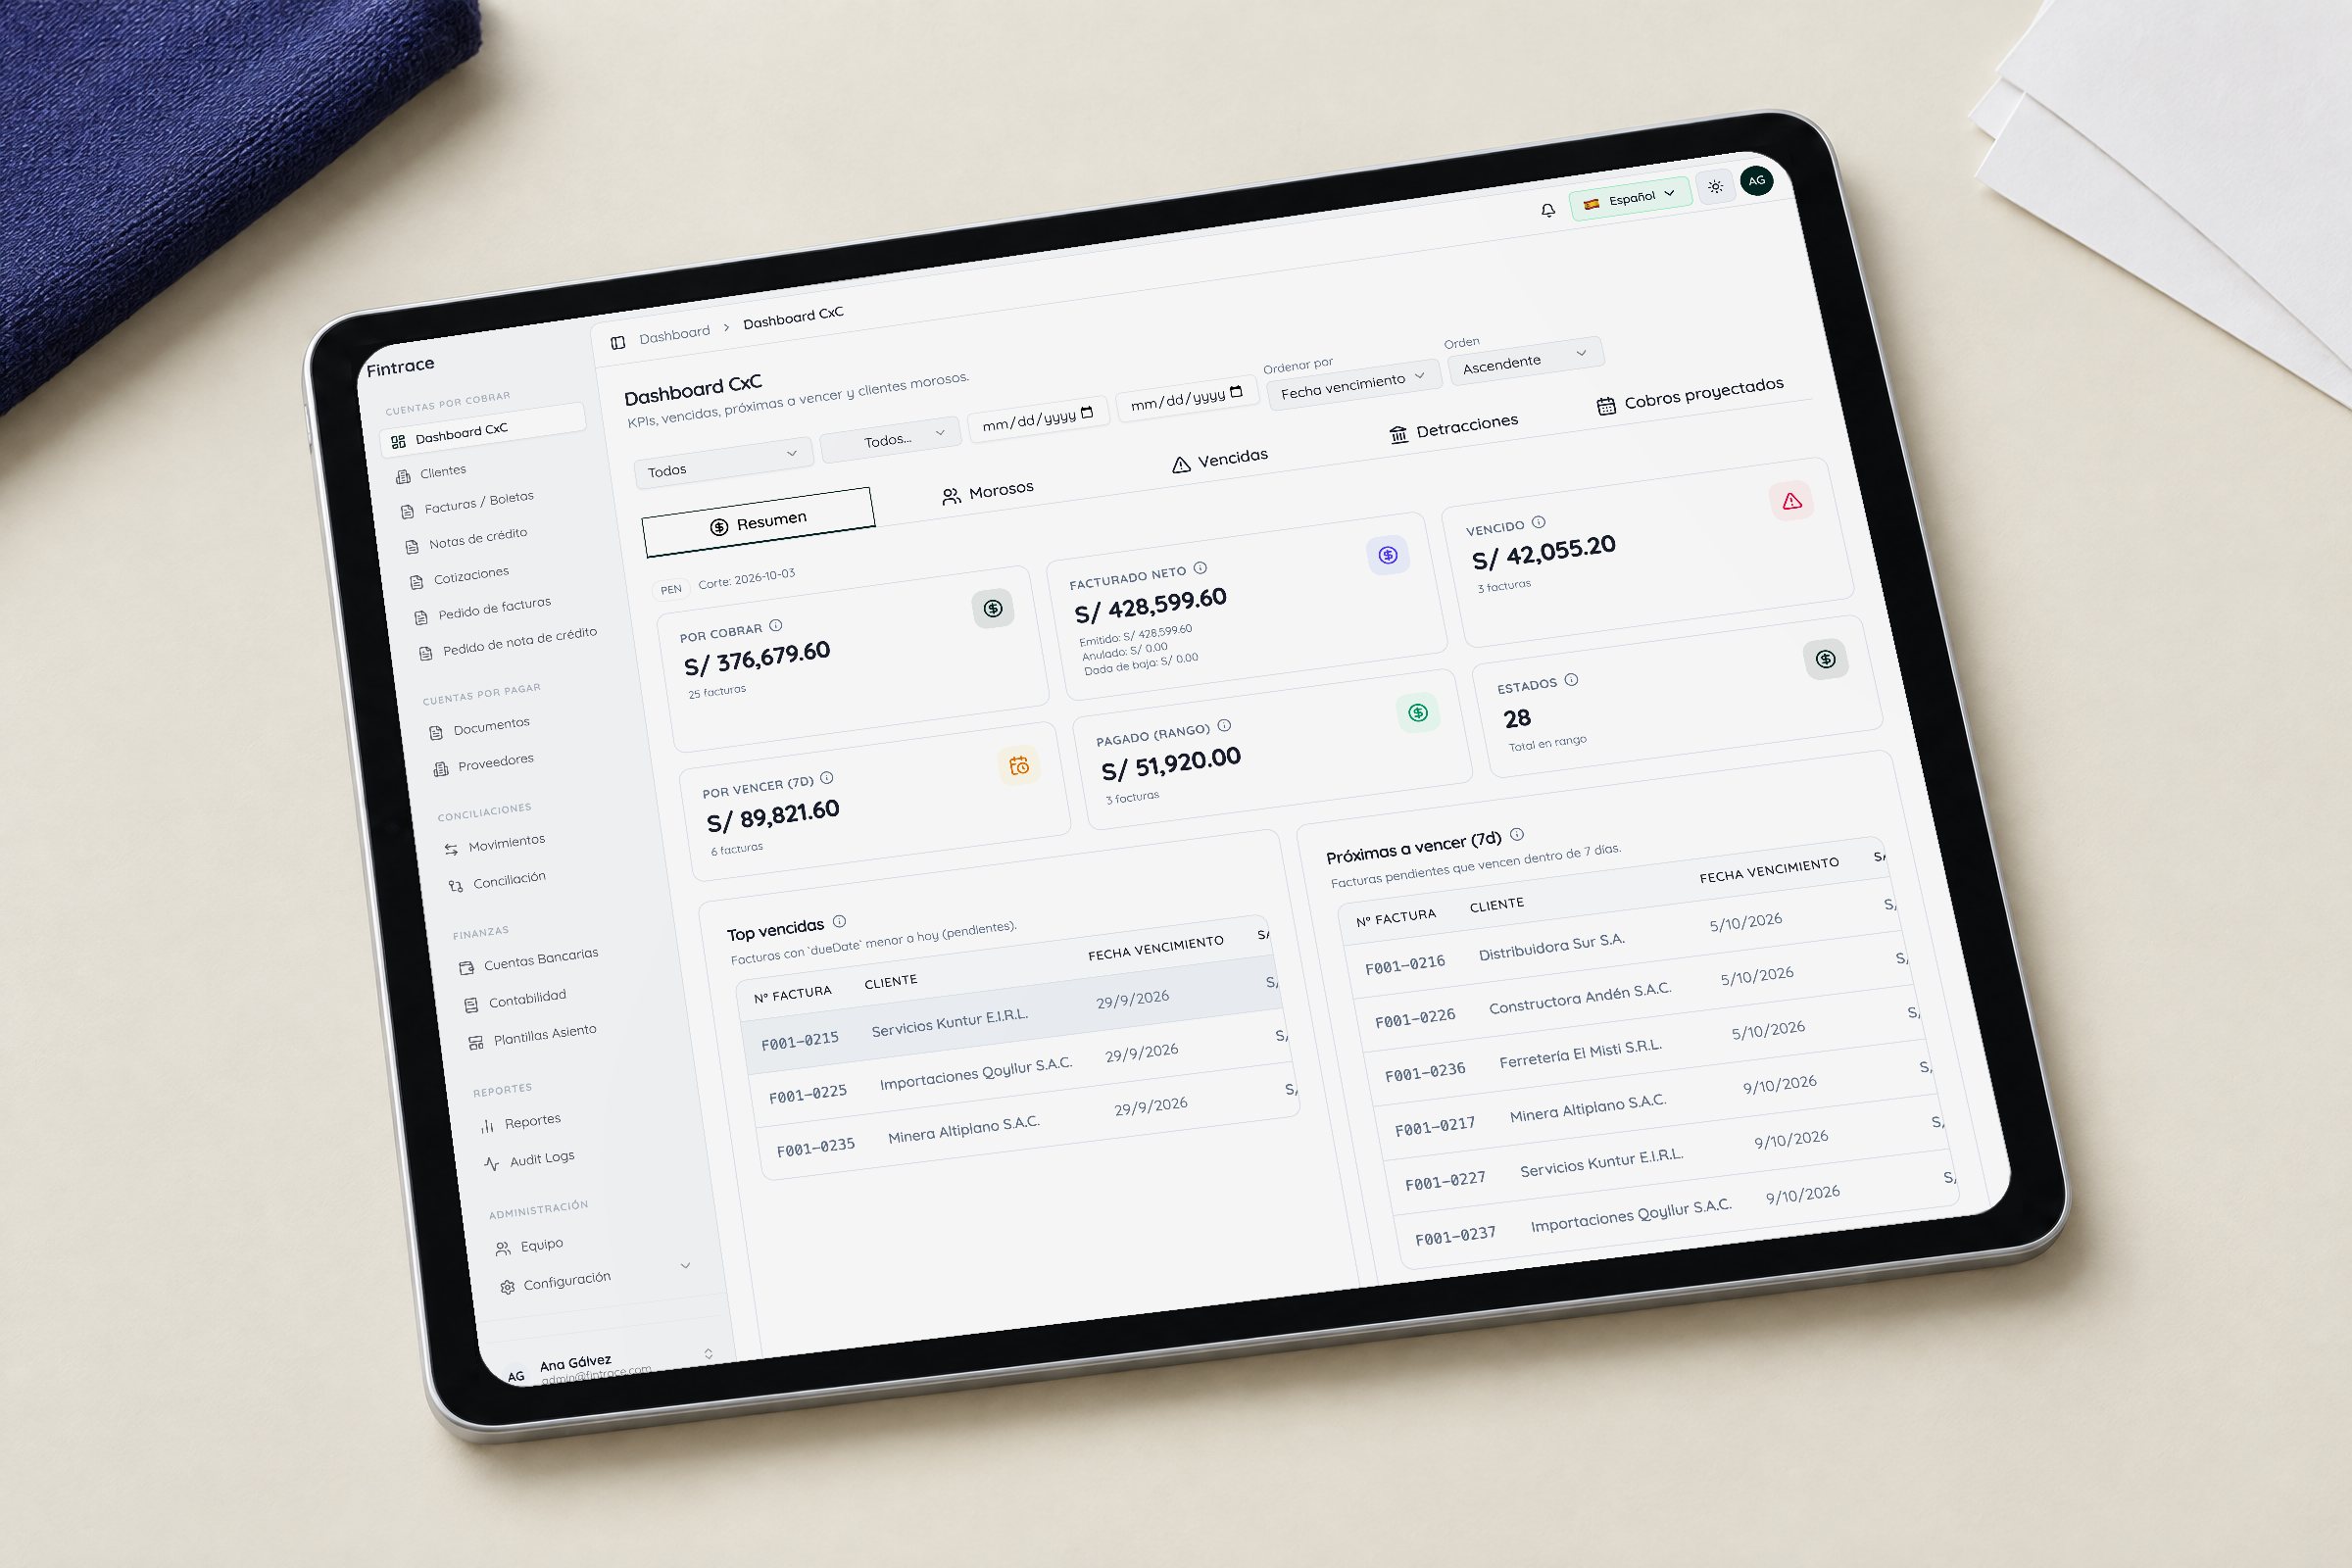 Fintrace
CUENTAS POR COBRAR
Dashboard CxC
Clientes
Facturas / Boletas
Notas de crédito
Cotizaciones
Pedido de facturas
Pedido de nota de crédito
CUENTAS POR PAGAR
Documentos
Proveedores
CONCILIACIONES
Movimientos
Conciliación
FINANZAS
Cuentas Bancarias
Contabilidad
Plantillas Asiento
REPORTES
Reportes
Audit Logs
ADMINISTRACIÓN
Equipo
Configuración
AG
Ana Gálvez
admin@fintrace.com
Dashboard > Dashboard CxC
Español
AG
Dashboard CxC
KPIs, vencidas, próximas a vencer y clientes morosos.
Todos
Todos...
mm/dd/yyyy
mm/dd/yyyy
Ordenar por
Fecha vencimiento
Orden
Ascendente
Resumen
Morosos
Vencidas
Detracciones
Cobros proyectados
PEN Corte: 2026-10-03
POR COBRAR
S/ 376,679.60
25 facturas
FACTURADO NETO
S/ 428,599.60
Emitido: S/ 428,599.60
Anulado: S/ 0.00
Dada de baja: S/ 0.00
VENCIDO
S/ 42,055.20
3 facturas
POR VENCER (7D)
S/ 89,821.60
6 facturas
PAGADO (RANGO)
S/ 51,920.00
3 facturas
ESTADOS
28
Total en rango
Top vencidas
Facturas con `dueDate` menor a hoy (pendientes).
Nº FACTURA CLIENTE FECHA VENCIMIENTO
F001-0215 Servicios Kuntur E.I.R.L. 29/9/2026 S/
F001-0225 Importaciones Qoyllur S.A.C. 29/9/2026 S/
F001-0235 Minera Altiplano S.A.C. 29/9/2026 S/
Próximas a vencer (7d)
Facturas pendientes que vencen dentro de 7 días.
Nº FACTURA CLIENTE FECHA VENCIMIENTO
F001-0216 Distribuidora Sur S.A. 5/10/2026 S/
F001-0226 Constructora Andén S.A.C. 5/10/2026 S/
F001-0236 Ferretería El Misti S.R.L. 5/10/2026 S/
F001-0217 Minera Altiplano S.A.C. 9/10/2026 S/
F001-0227 Servicios Kuntur E.I.R.L. 9/10/2026 S/
F001-0237 Importaciones Qoyllur S.A.C. 9/10/2026 S/